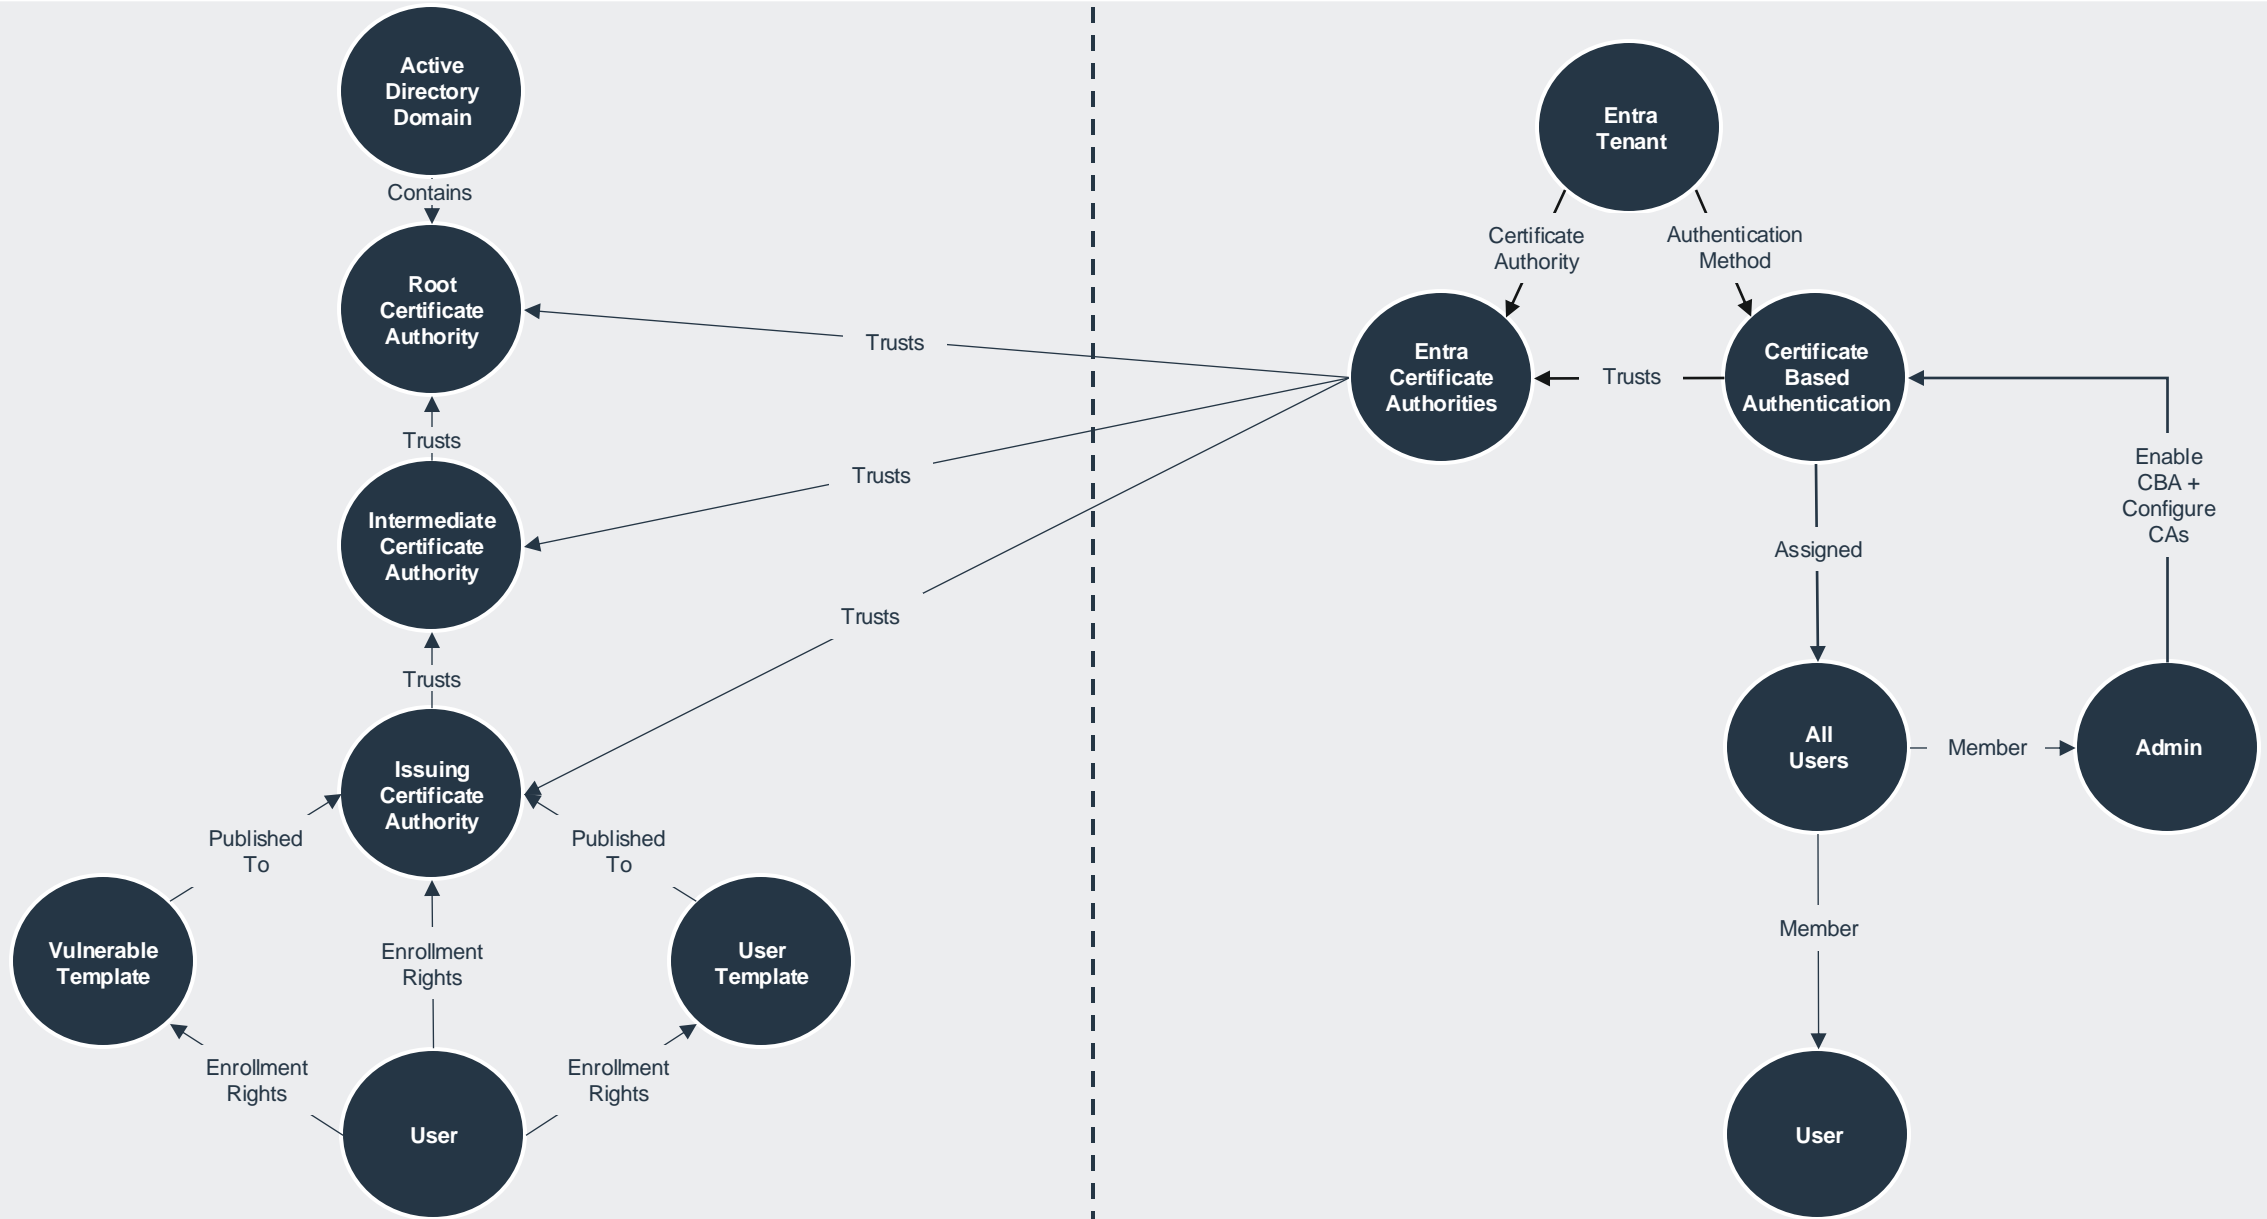 Active
Directory
Domain
Contains
Root
Certificate
Authority
Trusts
Intermediate
Certificate
Authority
Trusts
Issuing
Certificate
Authority
Published
To
Published
To
Vulnerable
Template
Enrollment
Rights
User
Template
Enrollment
Rights
Enrollment
Rights
User
Trusts
Trusts
Trusts
Entra
Tenant
Certificate
Authority
Authentication
Method
Entra
Certificate
Authorities
Trusts
Certificate
Based
Authentication
Enable
CBA +
Configure
CAs
Assigned
All
Users
Member
Admin
Member
User